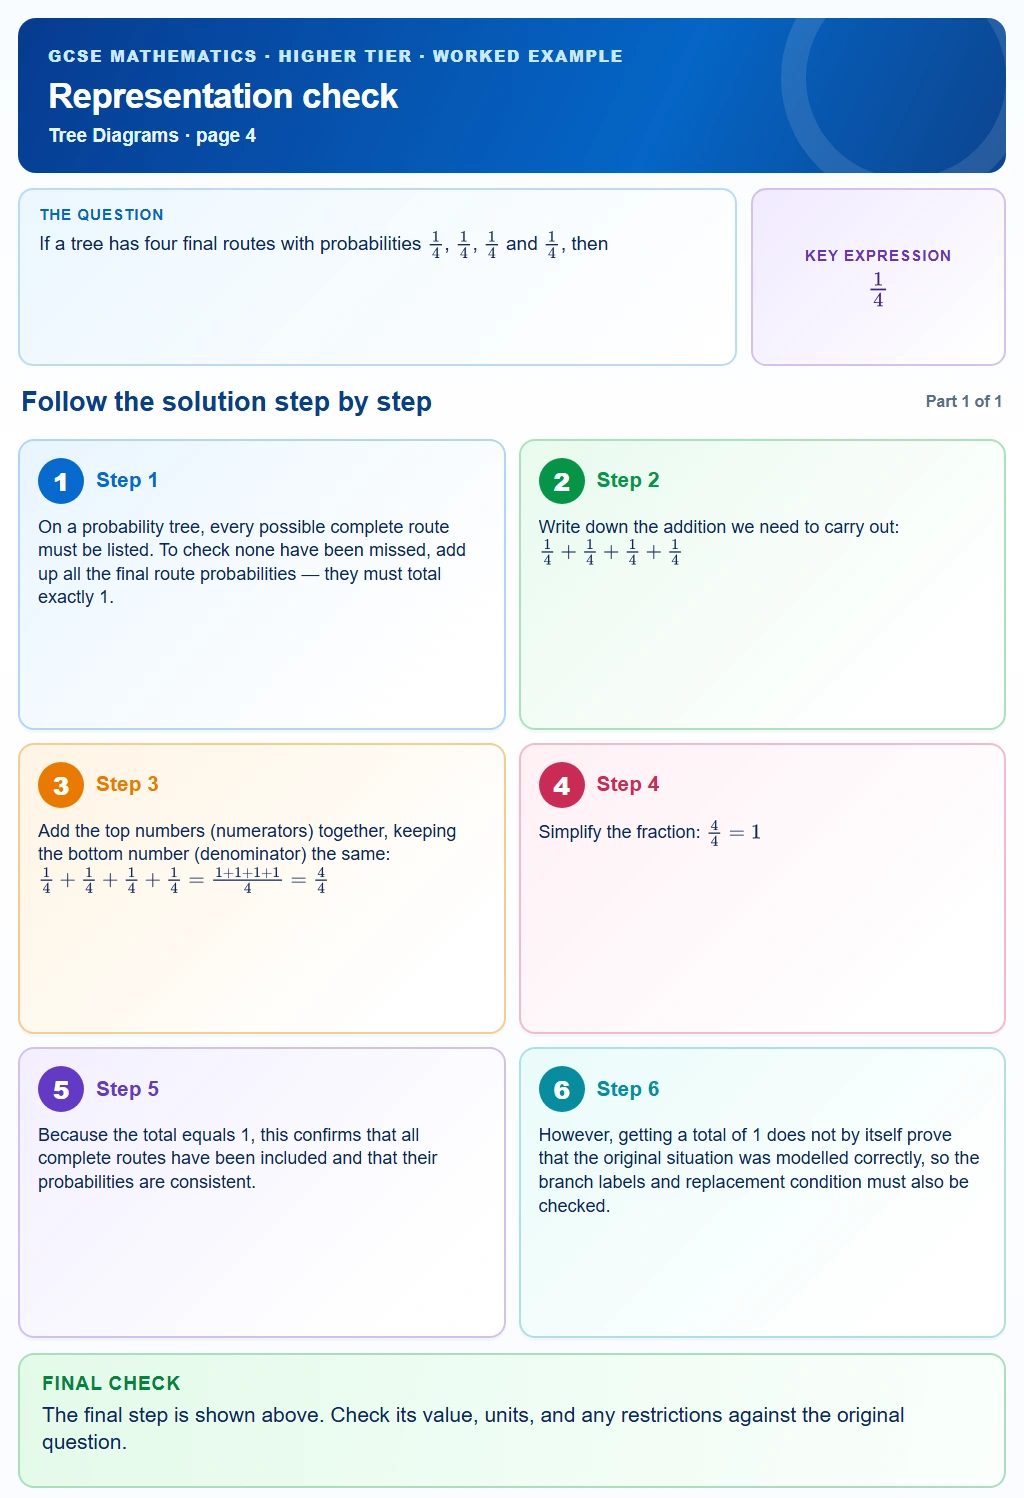 GCSE MATHEMATICS · HIGHER TIER · WORKED EXAMPLE
Representation check
Tree Diagrams · page 4
THE QUESTION
If a tree has four final routes with probabilities 1/4, 1/4, 1/4 and 1/4, then
KEY EXPRESSION
1/4
Follow the solution step by step
Part 1 of 1
1 Step 1
On a probability tree, every possible complete route
must be listed. To check none have been missed, add
up all the final route probabilities — they must total
exactly 1.
2 Step 2
Write down the addition we need to carry out:
1/4 + 1/4 + 1/4 + 1/4
3 Step 3
Add the top numbers (numerators) together, keeping
the bottom number (denominator) the same:
1/4 + 1/4 + 1/4 + 1/4 = 1+1+1+1/4 = 4/4
4 Step 4
Simplify the fraction: 4/4 = 1
5 Step 5
Because the total equals 1, this confirms that all
complete routes have been included and that their
probabilities are consistent.
6 Step 6
However, getting a total of 1 does not by itself prove
that the original situation was modelled correctly, so the
branch labels and replacement condition must also be
checked.
FINAL CHECK
The final step is shown above. Check its value, units, and any restrictions against the original
question.